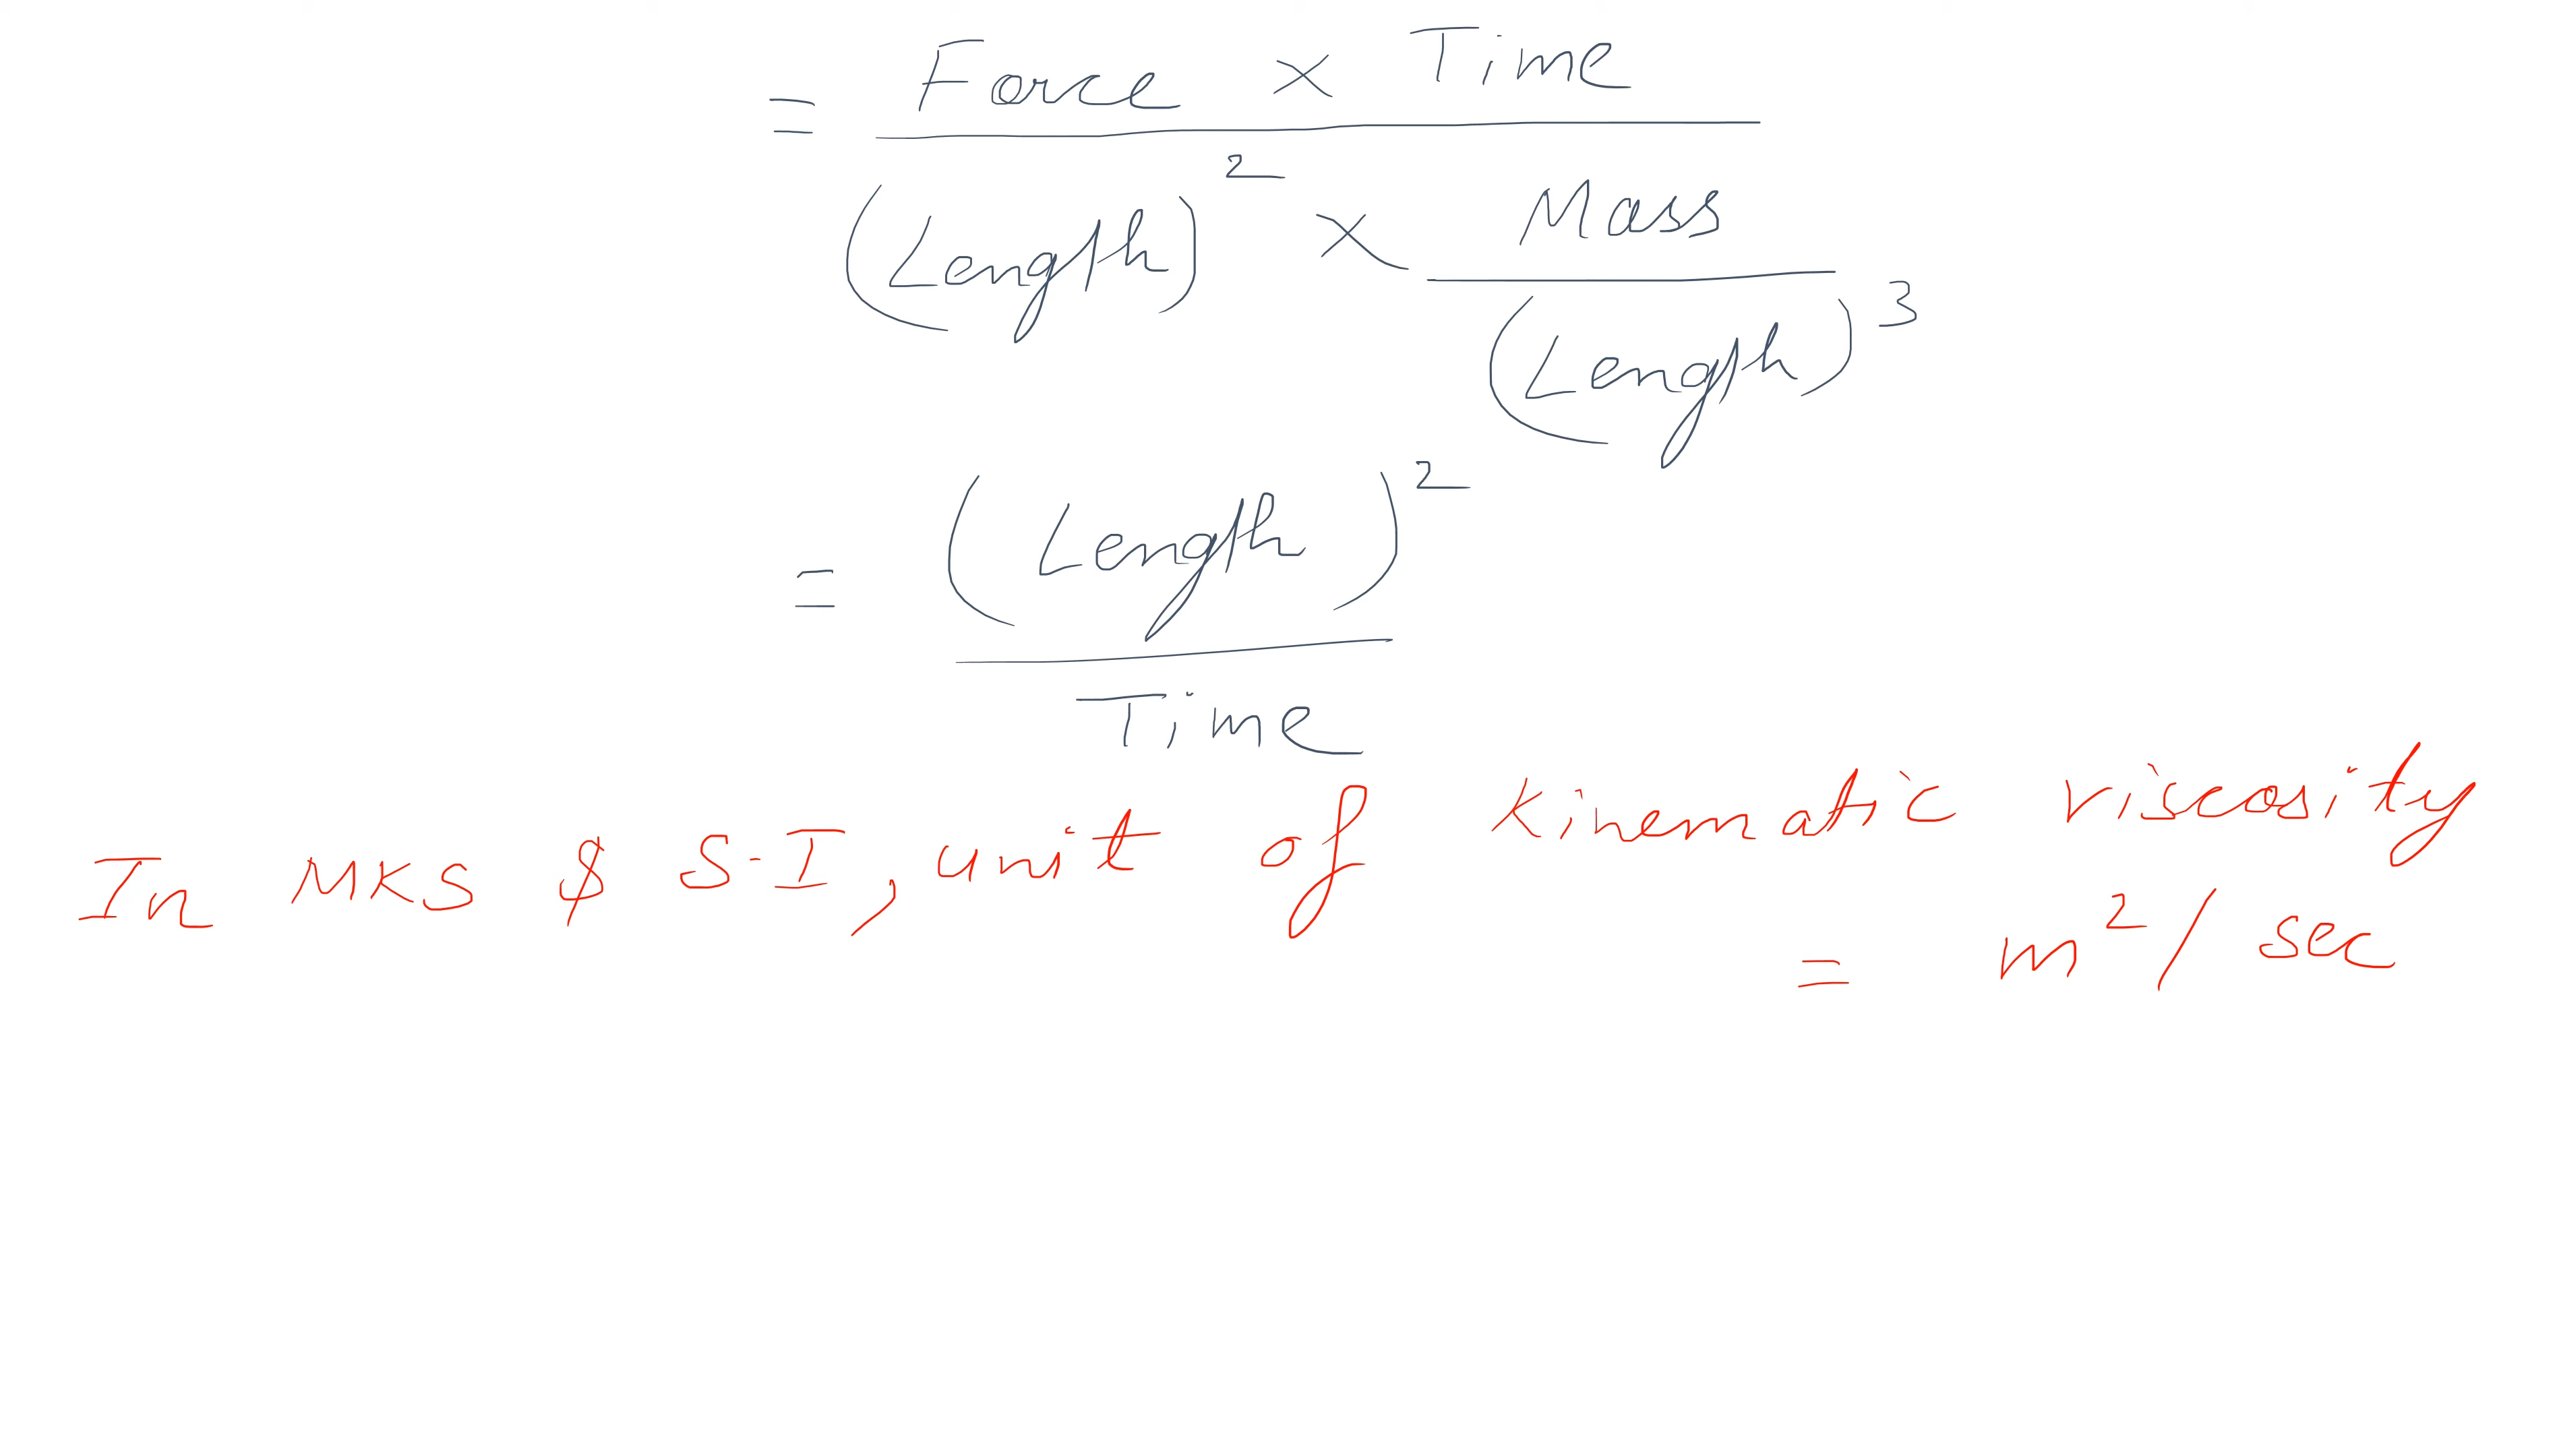 = Force × Time
(Length)² × Mass
(Length)³
= (Length)²
Time
In MKS $ S·I, unit of Kinematic viscosity
= m²/sec